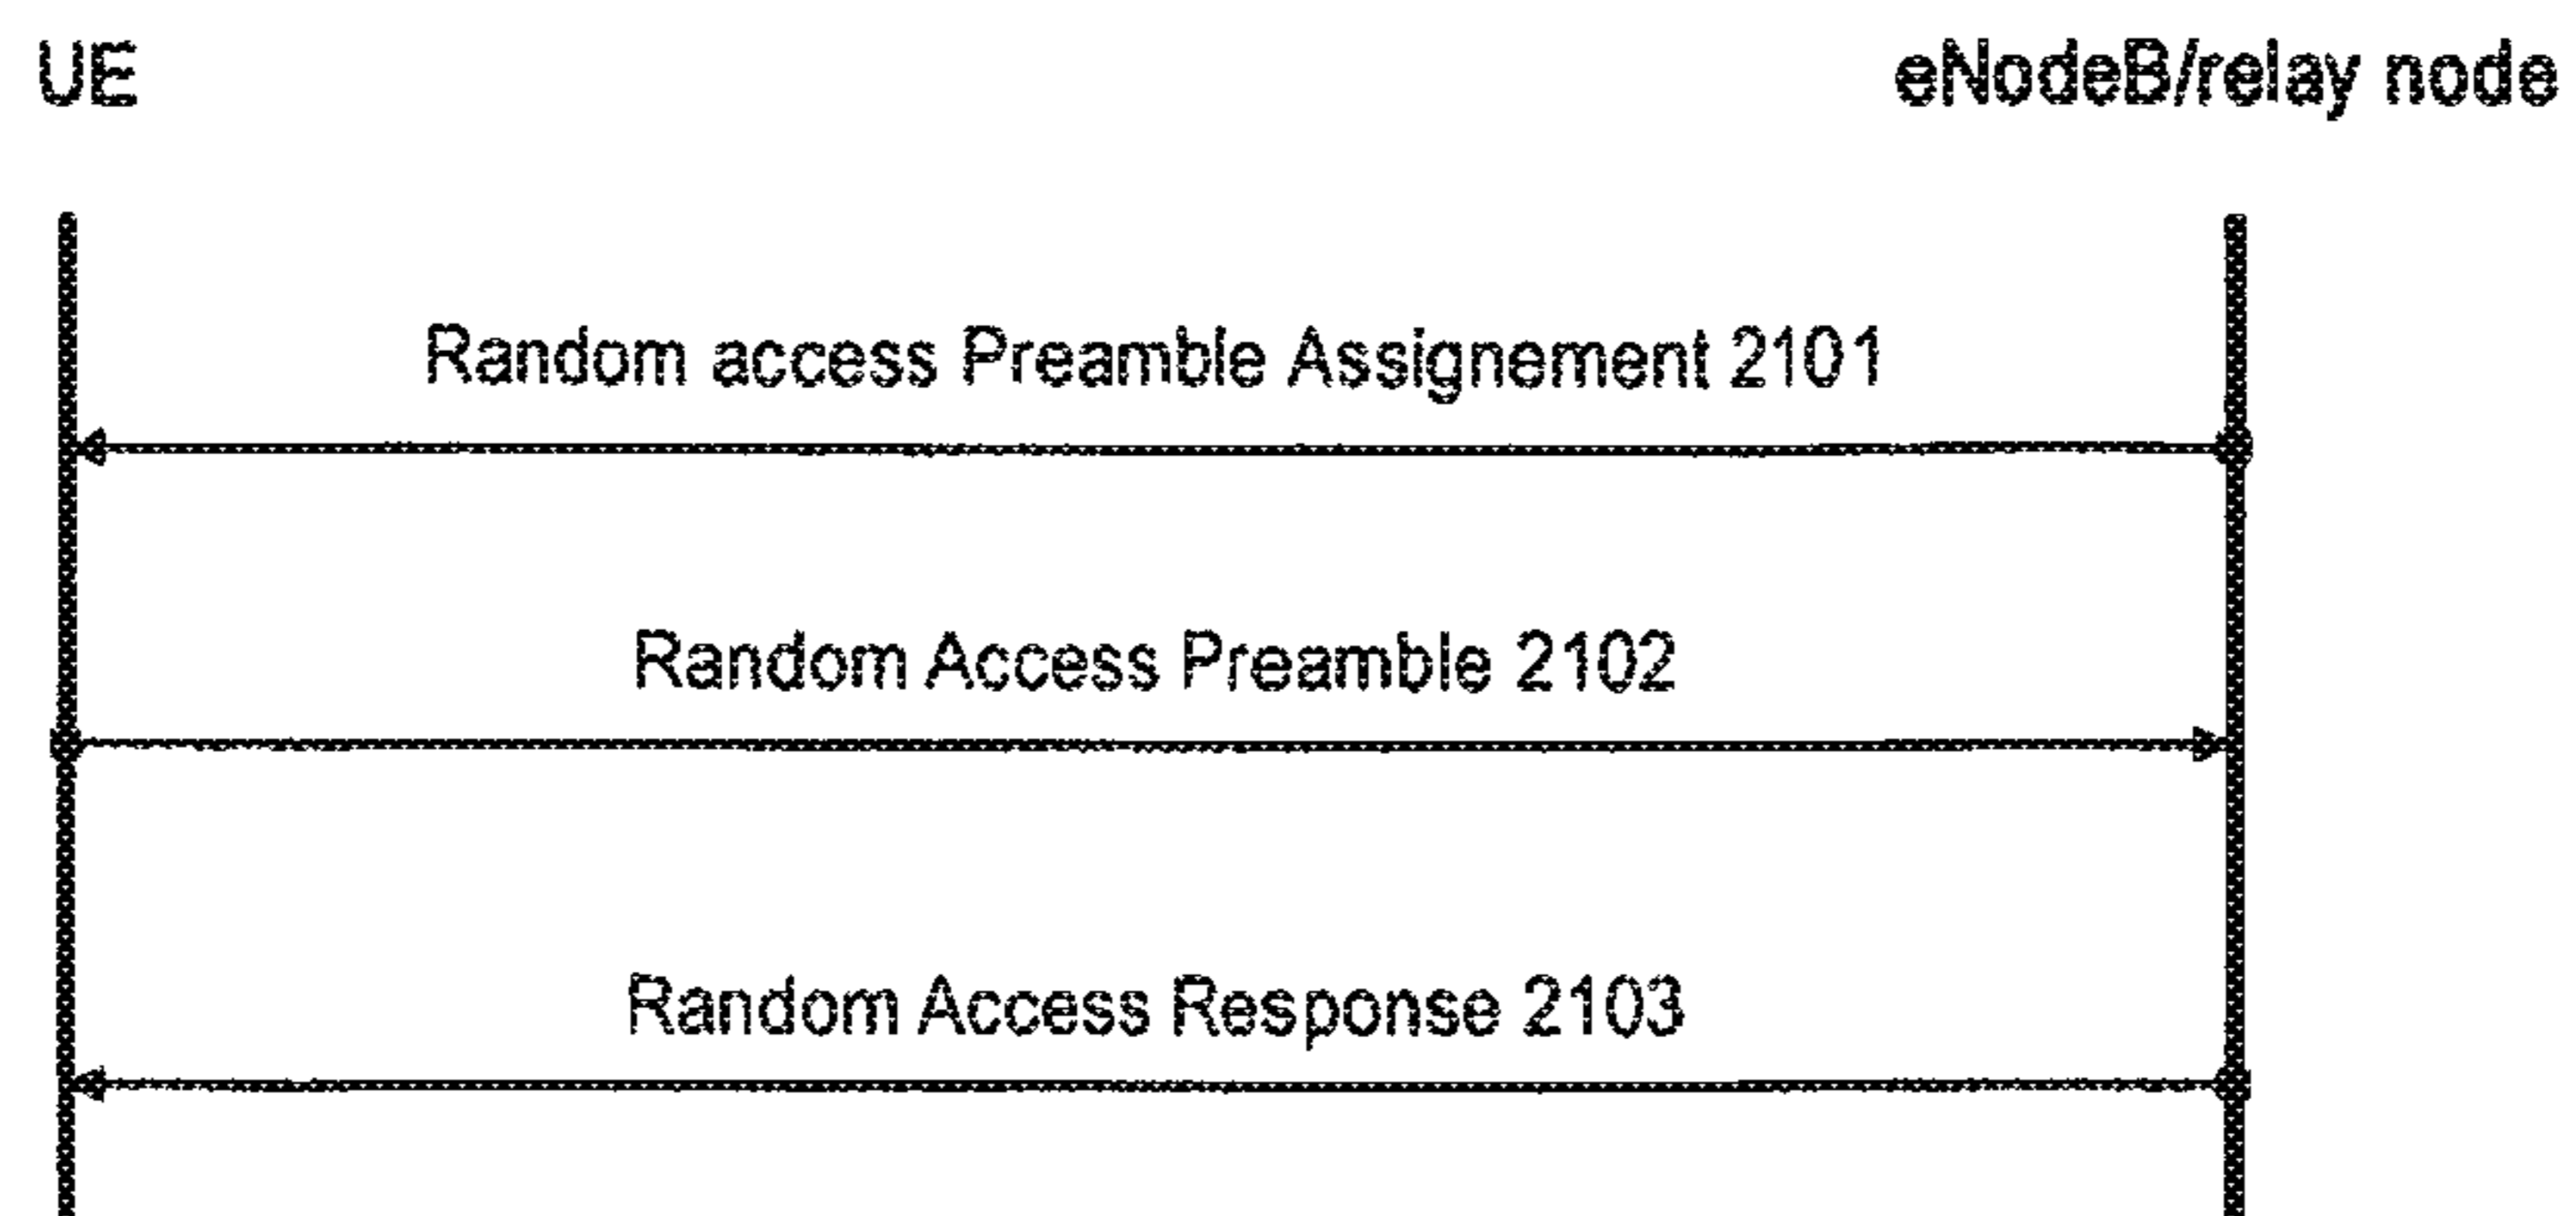 UE
eNodeB/relay node
Random access Preamble Assignement 2101
Random Access Preamble 2102
Random Access Response 2103